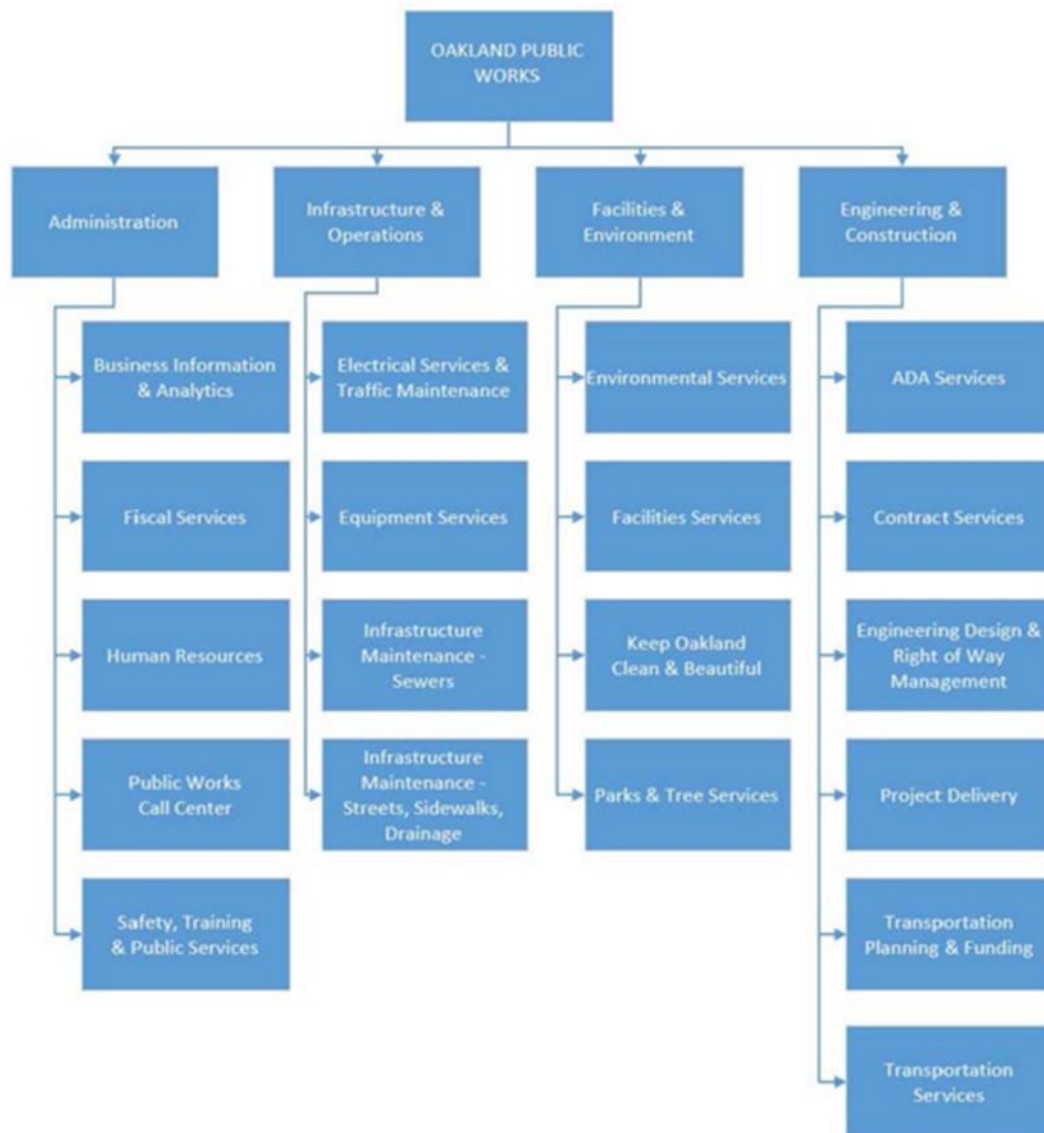 OAKLAND PUBLIC
WORKS
Administration
Infrastructure &
Operations
Facilities &
Environment
Engineering &
Construction
Business Information
& Analytics
Fiscal Services
Human Resources
Public Works
Call Center
Safety, Training
& Public Services
Electrical Services &
Traffic Maintenance
Equipment Services
Infrastructure
Maintenance -
Sewers
Infrastructure
Maintenance -
Streets, Sidewalks,
Drainage
Environmental Services
Facilities Services
Keep Oakland
Clean & Beautiful
Parks & Tree Services
ADA Services
Contract Services
Engineering Design &
Right of Way
Management
Project Delivery
Transportation
Planning & Funding
Transportation
Services